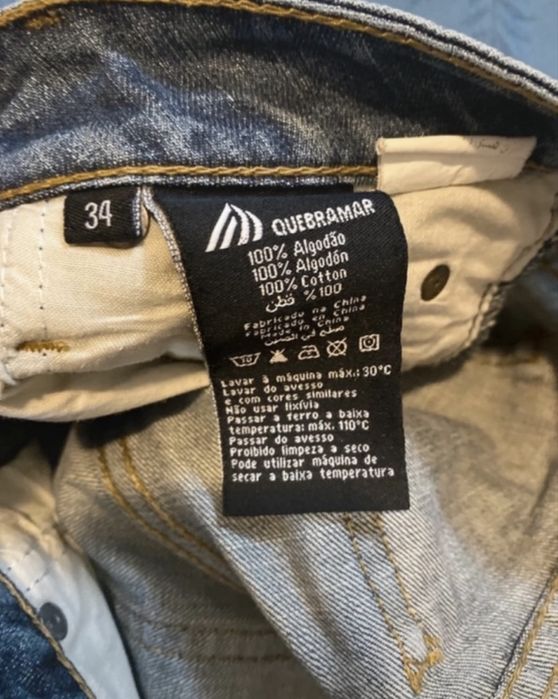 34
QUEBRAMAR
100% Algodão
100% Algodón
100% Cotton
%100 قطن
Fabricado na China
Fabricado en China
Made in China
صنع في الصين
Lavar à máquina máx.: 30°C
Lavar do avesso
e com cores similares
Não usar lixívia
Passar a ferro a baixa
temperatura: máx. 110°C
Passar do avesso
Proibido limpeza a seco
Pode utilizar máquina de
secar a baixa temperatura